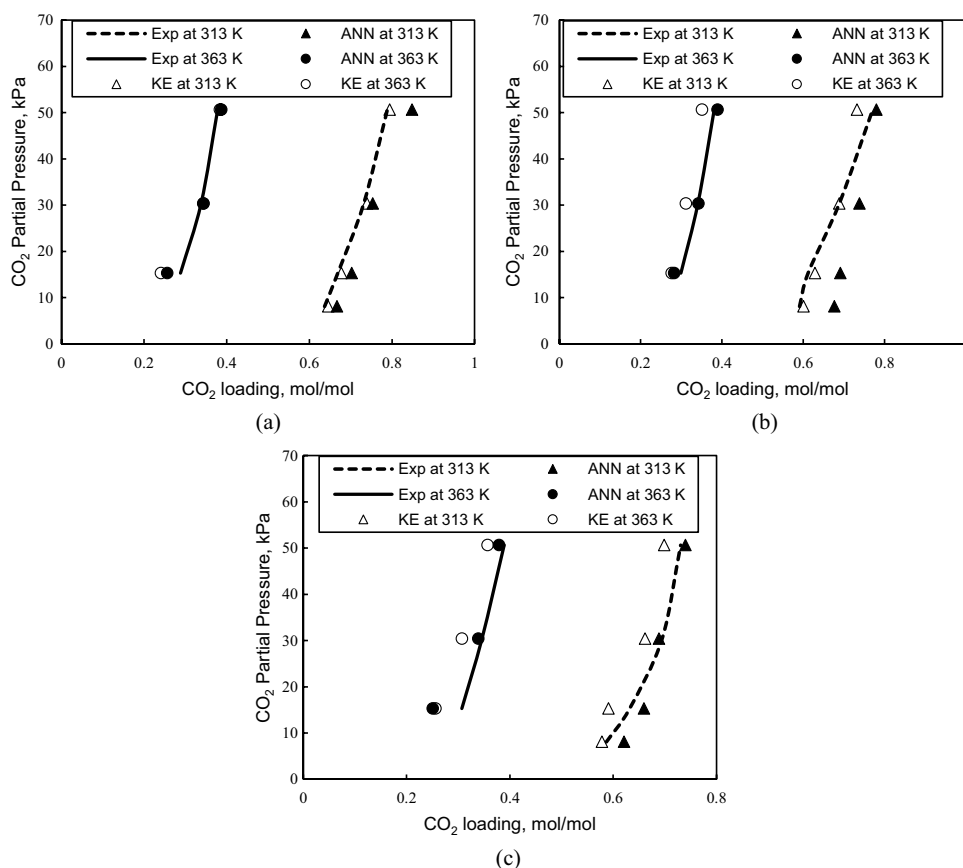 70
60
50
40
30
20
10
0
CO₂ Partial Pressure, kPa
Exp at 313 K ANN at 313 K
Exp at 363 K ANN at 363 K
KE at 313 K KE at 363 K
0 0.2 0.4 0.6 0.8 1
CO₂ loading, mol/mol
(a)
70
60
50
40
30
20
10
0
CO₂ Partial Pressure, kPa
Exp at 313 K ANN at 313 K
Exp at 363 K ANN at 363 K
KE at 313 K KE at 363 K
0 0.2 0.4 0.6 0.8
CO₂ loading, mol/mol
(b)
70
60
50
40
30
20
10
0
CO₂ Partial Pressure, kPa
Exp at 313 K ANN at 313 K
Exp at 363 K ANN at 363 K
KE at 313 K KE at 363 K
0 0.2 0.4 0.6 0.8
CO₂ loading, mol/mol
(c)